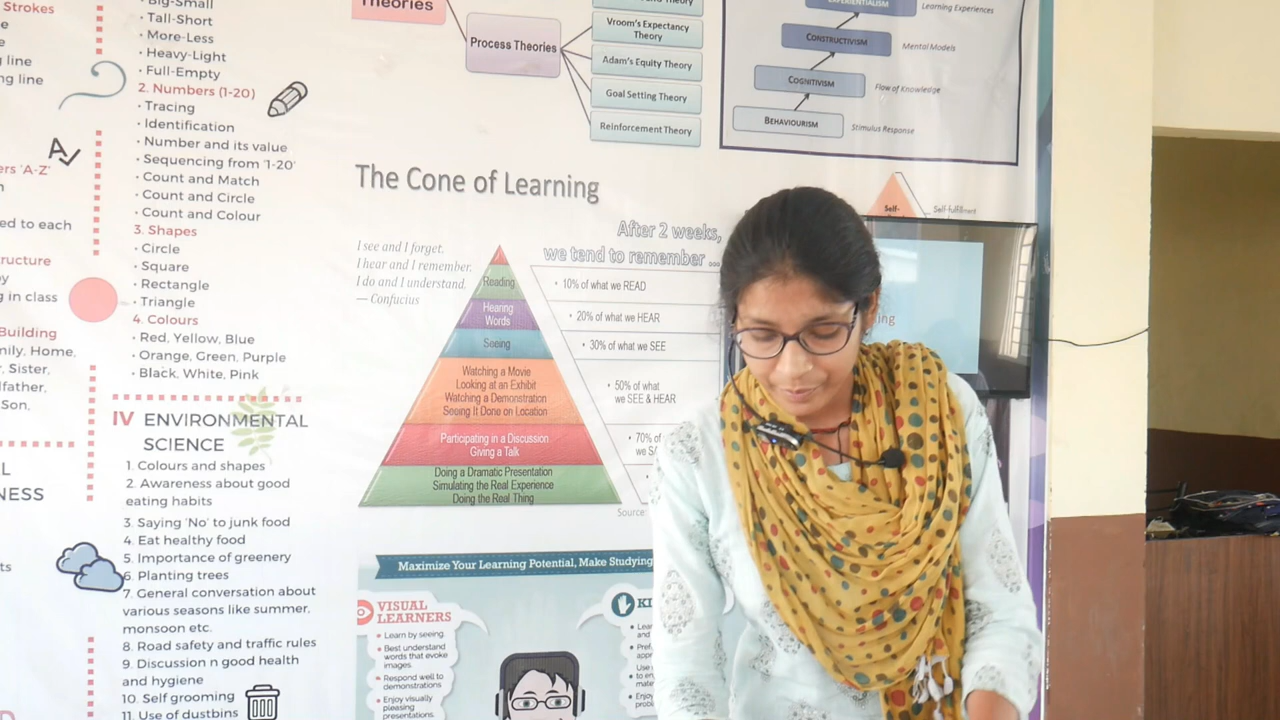 Strokes
line
ng line
ers 'A-Z'
ed to each
ructure
g in class
Building
mily, Home,
, Sister,
dfather,
Son,
L
NESS
ts
• Big-Small
• Tall-Short
• More-Less
• Heavy-Light
• Full-Empty
2. Numbers (1-20)
• Tracing
• Identification
• Number and its value
• Sequencing from '1-20'
• Count and Match
• Count and Circle
• Count and Colour
3. Shapes
• Circle
• Square
• Rectangle
• Triangle
4. Colours
• Red, Yellow, Blue
• Orange, Green, Purple
• Black, White, Pink
IV ENVIRONMENTAL
SCIENCE
1. Colours and shapes
2. Awareness about good
eating habits
3. Saying 'No' to junk food
4. Eat healthy food
5. Importance of greenery
6. Planting trees
7. General conversation about
various seasons like summer,
monsoon etc.
8. Road safety and traffic rules
9. Discussion n good health
and hygiene
10. Self grooming
11. Use of dustbins
Theories
Process Theories
Theory
Vroom's Expectancy
Theory
Adam's Equity Theory
Goal Setting Theory
Reinforcement Theory
EXPERIENTIALISM
Learning Experiences
CONSTRUCTIVISM
Mental Models
COGNITIVISM
Flow of Knowledge
BEHAVIOURISM
Stimulus Response
The Cone of Learning
I see and I forget.
I hear and I remember.
I do and I understand.
— Confucius
After 2 weeks,
we tend to remember ...
Reading
Hearing
Words
Seeing
Watching a Movie
Looking at an Exhibit
Watching a Demonstration
Seeing It Done on Location
Participating in a Discussion
Giving a Talk
Doing a Dramatic Presentation
Simulating the Real Experience
Doing the Real Thing
• 10% of what we READ
• 20% of what we HEAR
• 30% of what we SEE
• 50% of what
we SEE & HEAR
• 70% of
we
Source:
Self-
Self-fulfillment
ing
Maximize Your Learning Potential, Make Studying
VISUAL
LEARNERS
• Learn by seeing.
• Best understand
words that evoke
images.
• Respond well to
demonstrations
• Enjoy visually
pleasing
presentations.
KI